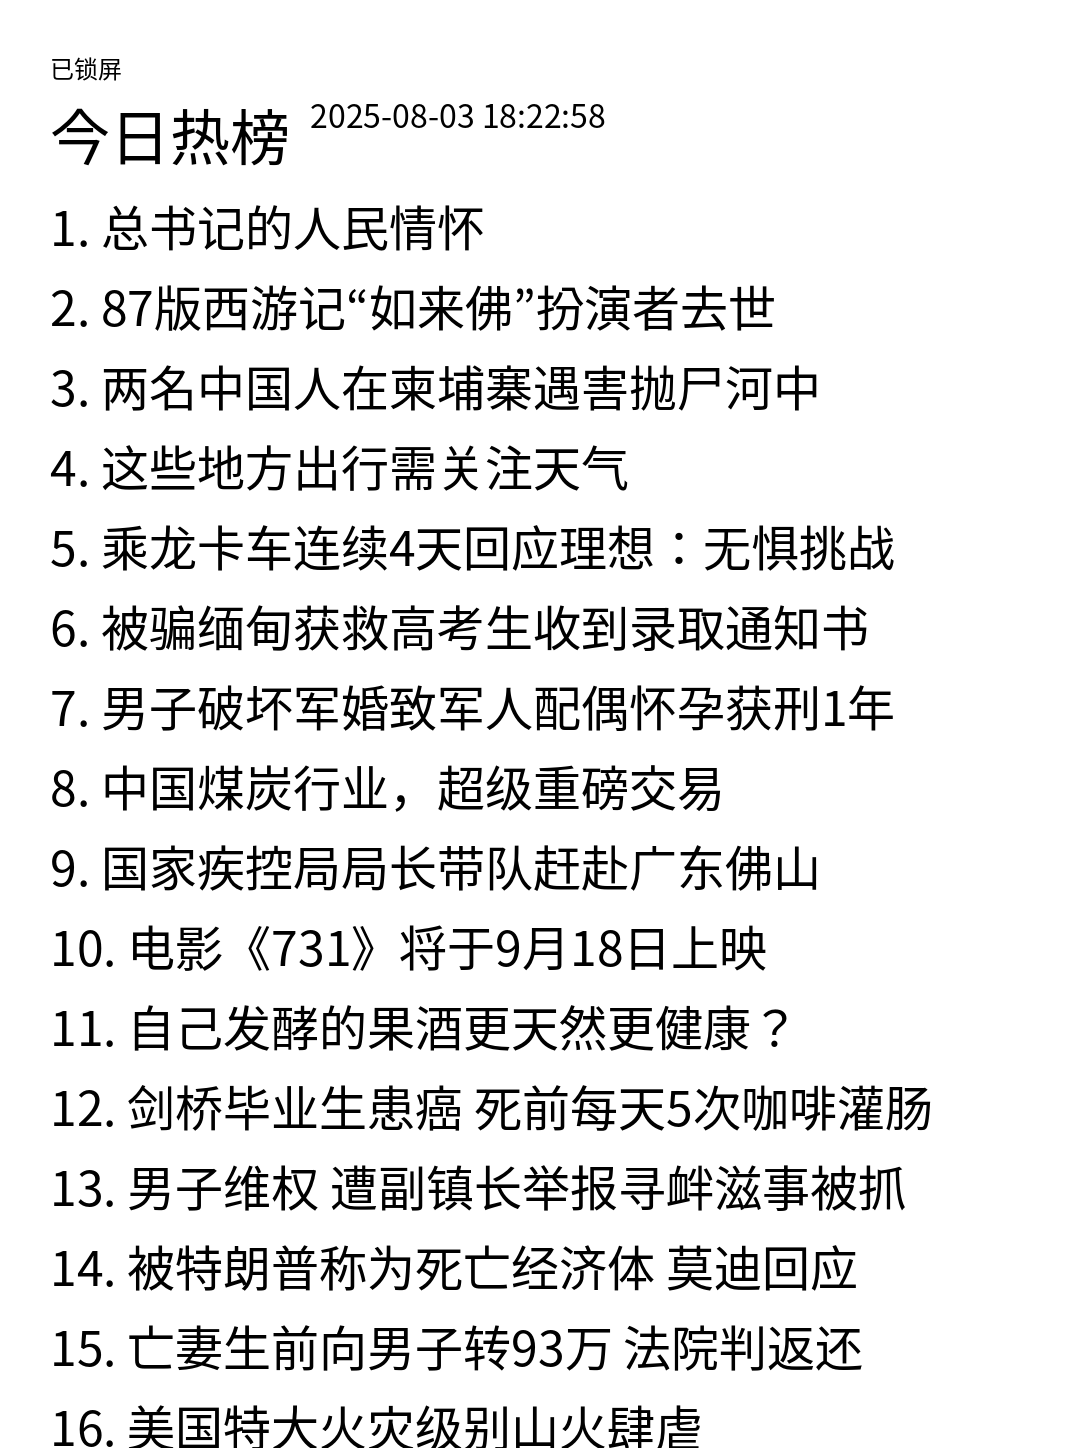 已锁屏
今日热榜 2025-08-03 18:22:58
1. 总书记的人民情怀
2. 87版西游记“如来佛”扮演者去世
3. 两名中国人在柬埔寨遇害抛尸河中
4. 这些地方出行需关注天气
5. 乘龙卡车连续4天回应理想：无惧挑战
6. 被骗缅甸获救高考生收到录取通知书
7. 男子破坏军婚致军人配偶怀孕获刑1年
8. 中国煤炭行业，超级重磅交易
9. 国家疾控局局长带队赶赴广东佛山
10. 电影《731》将于9月18日上映
11. 自己发酵的果酒更天然更健康？
12. 剑桥毕业生患癌 死前每天5次咖啡灌肠
13. 男子维权 遭副镇长举报寻衅滋事被抓
14. 被特朗普称为死亡经济体 莫迪回应
15. 亡妻生前向男子转93万 法院判返还
16. 美国特大火灾级别山火肆虐